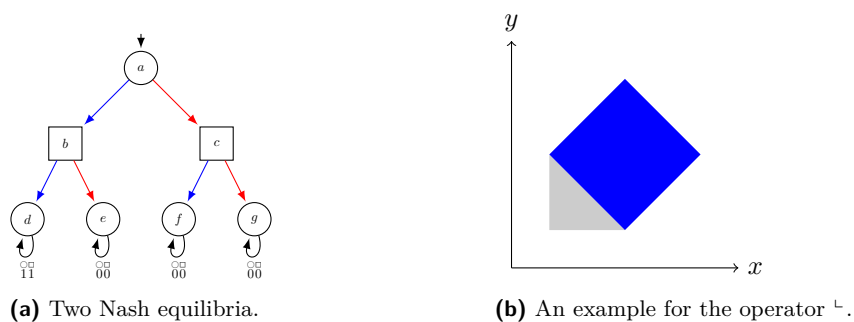 y
a
b
c
d
e
f
g
○□
○□
○□
○□
11
00
00
00
x
(a) Two Nash equilibria.
(b) An example for the operator ⌞.